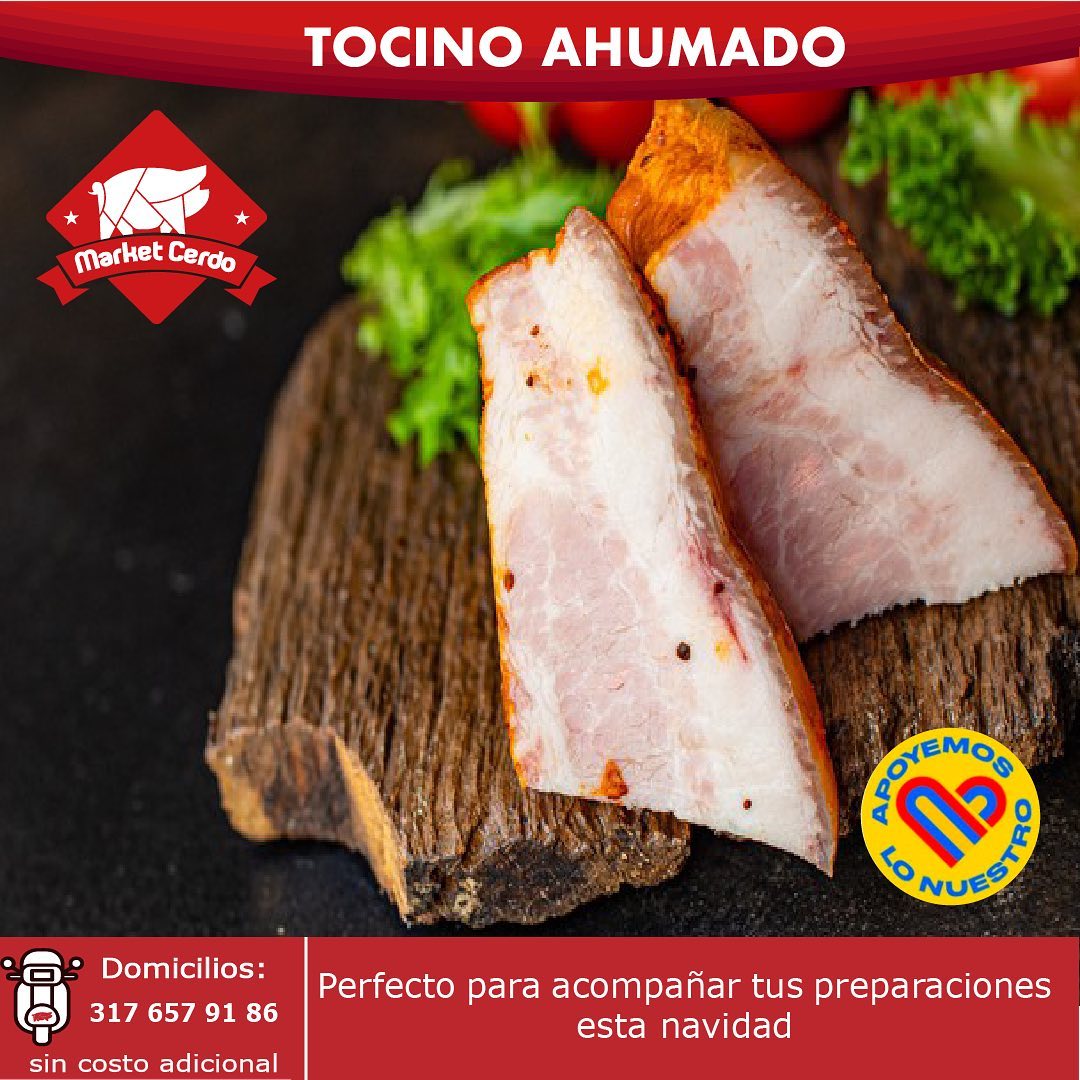 TOCINO AHUMADO
Market Cerdo
APOYEMOS
LO NUESTRO
Domicilios:
317 657 91 86
sin costo adicional
Perfecto para acompañar tus preparaciones
esta navidad